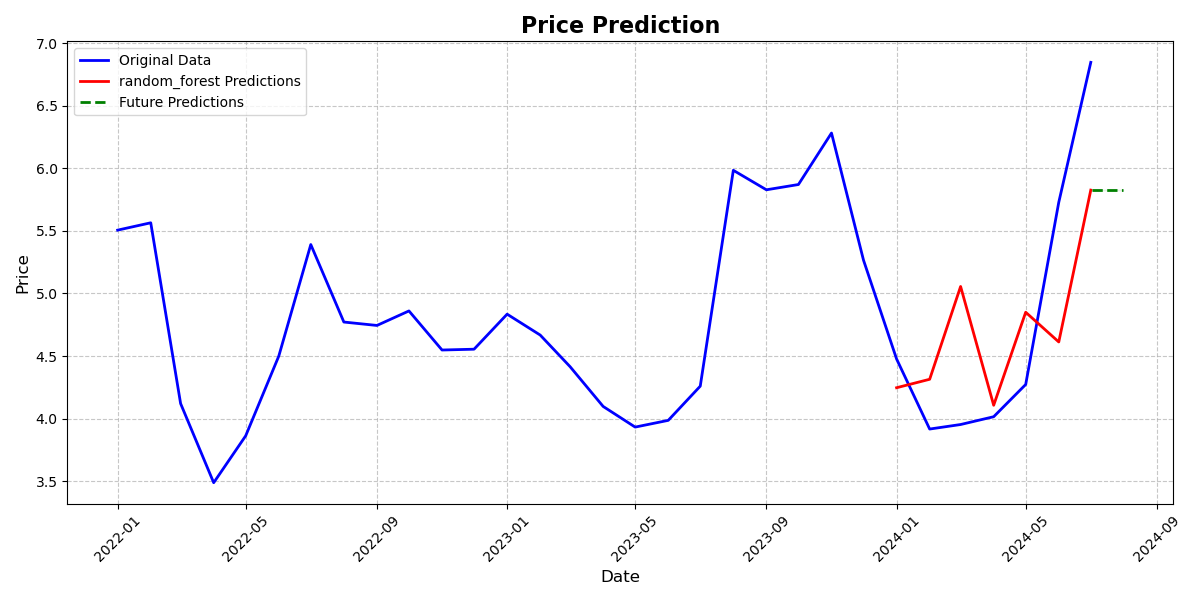 Price Prediction
Original Data
random_forest Predictions
Future Predictions
7.0
6.5
6.0
5.5
5.0
4.5
4.0
3.5
Price
2022-01
2022-05
2022-09
2023-01
2023-05
2023-09
2024-01
2024-05
2024-09
Date